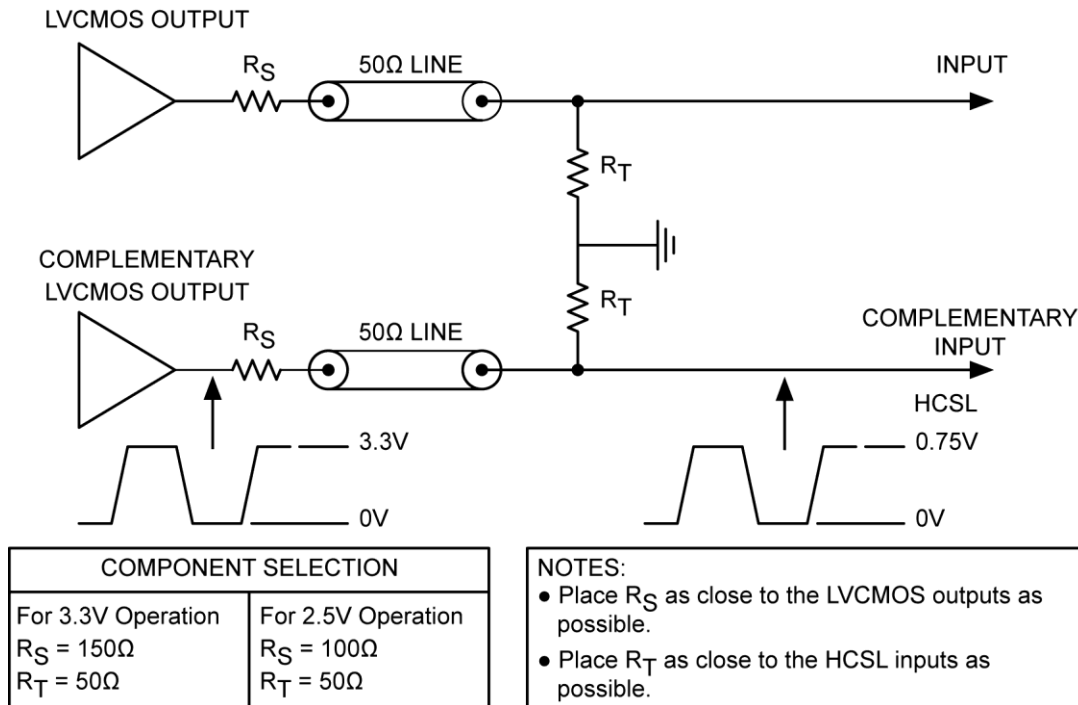 LVCMOS OUTPUT
RS
50Ω LINE
INPUT
RT
COMPLEMENTARY
LVCMOS OUTPUT
RS
50Ω LINE
RT
COMPLEMENTARY
INPUT
HCSL
3.3V
0V
0.75V
0V
COMPONENT SELECTION
For 3.3V Operation
RS = 150Ω
RT = 50Ω
For 2.5V Operation
RS = 100Ω
RT = 50Ω
NOTES:
● Place RS as close to the LVCMOS outputs as
possible.
● Place RT as close to the HCSL inputs as
possible.